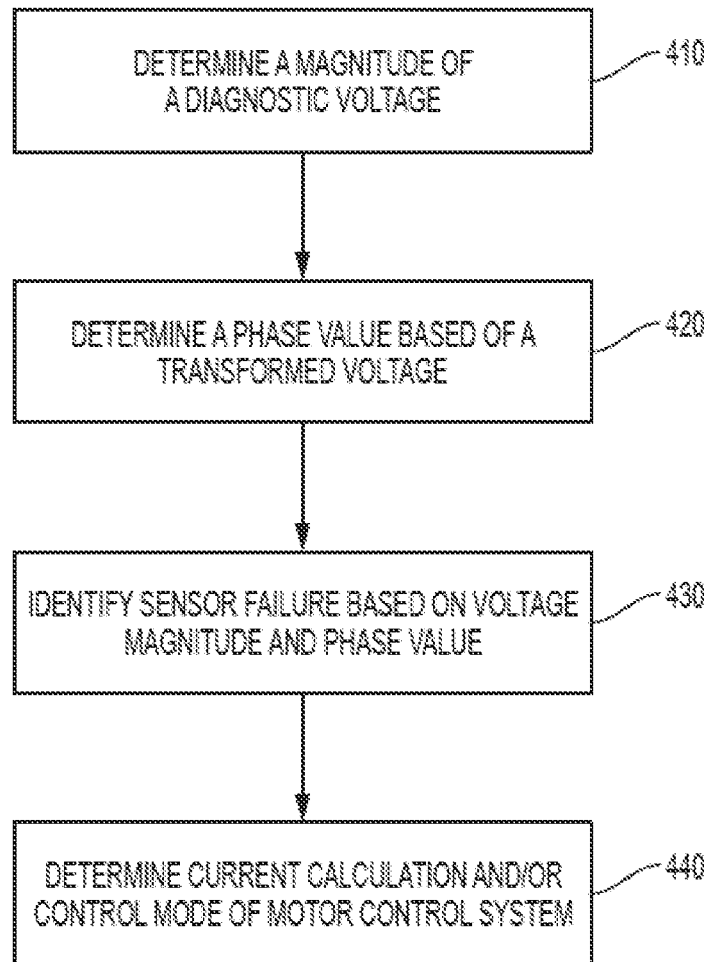 DETERMINE A MAGNITUDE OF
A DIAGNOSTIC VOLTAGE
410
DETERMINE A PHASE VALUE BASED OF A
TRANSFORMED VOLTAGE
420
IDENTIFY SENSOR FAILURE BASED ON VOLTAGE
MAGNITUDE AND PHASE VALUE
430
DETERMINE CURRENT CALCULATION AND/OR
CONTROL MODE OF MOTOR CONTROL SYSTEM
440